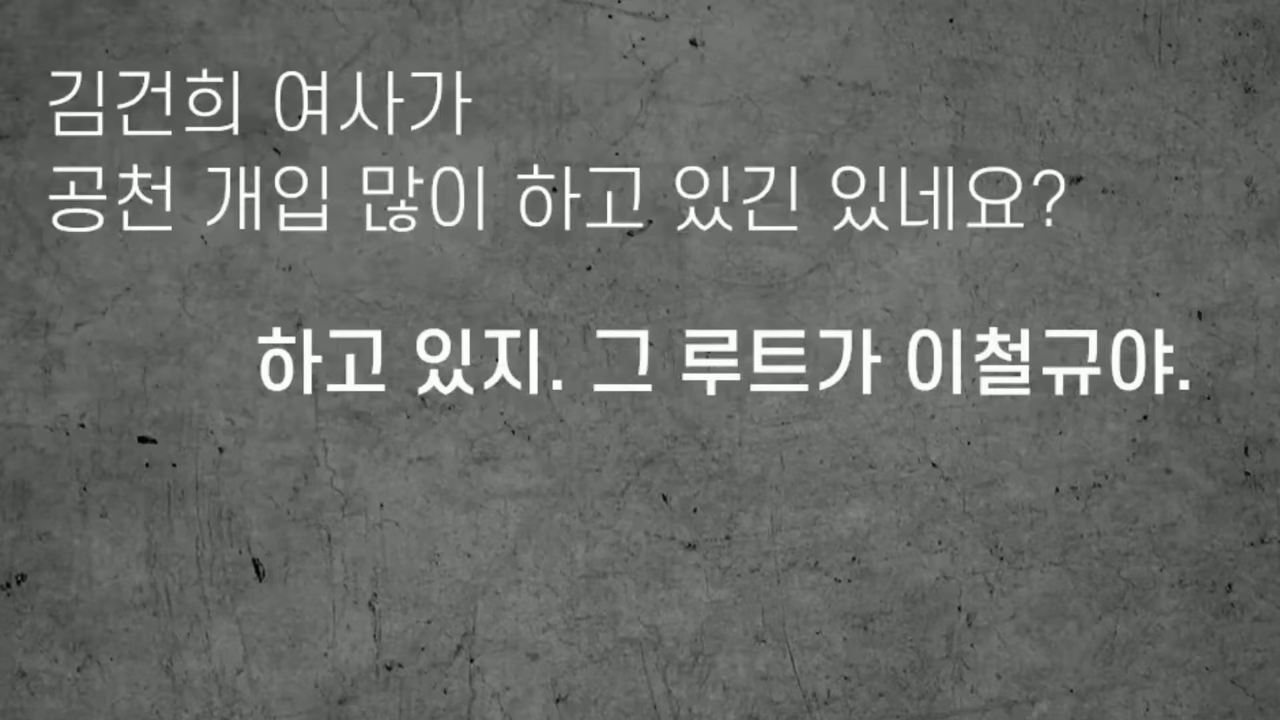 김건희 여사가
공천 개입 많이 하고 있긴 있네요?
하고 있지. 그 루트가 이철규야.